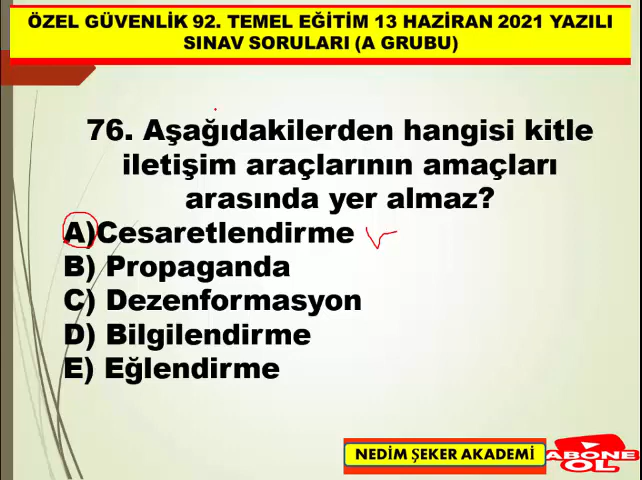 ÖZEL GÜVENLİK 92. TEMEL EĞİTİM 13 HAZİRAN 2021 YAZILI
SINAV SORULARI (A GRUBU)
76. Aşağıdakilerden hangisi kitle
iletişim araçlarının amaçları
arasında yer almaz?
A)Cesaretlendirme
B) Propaganda
C) Dezenformasyon
D) Bilgilendirme
E) Eğlendirme
NEDİM ŞEKER AKADEMİ
ABONE
OL